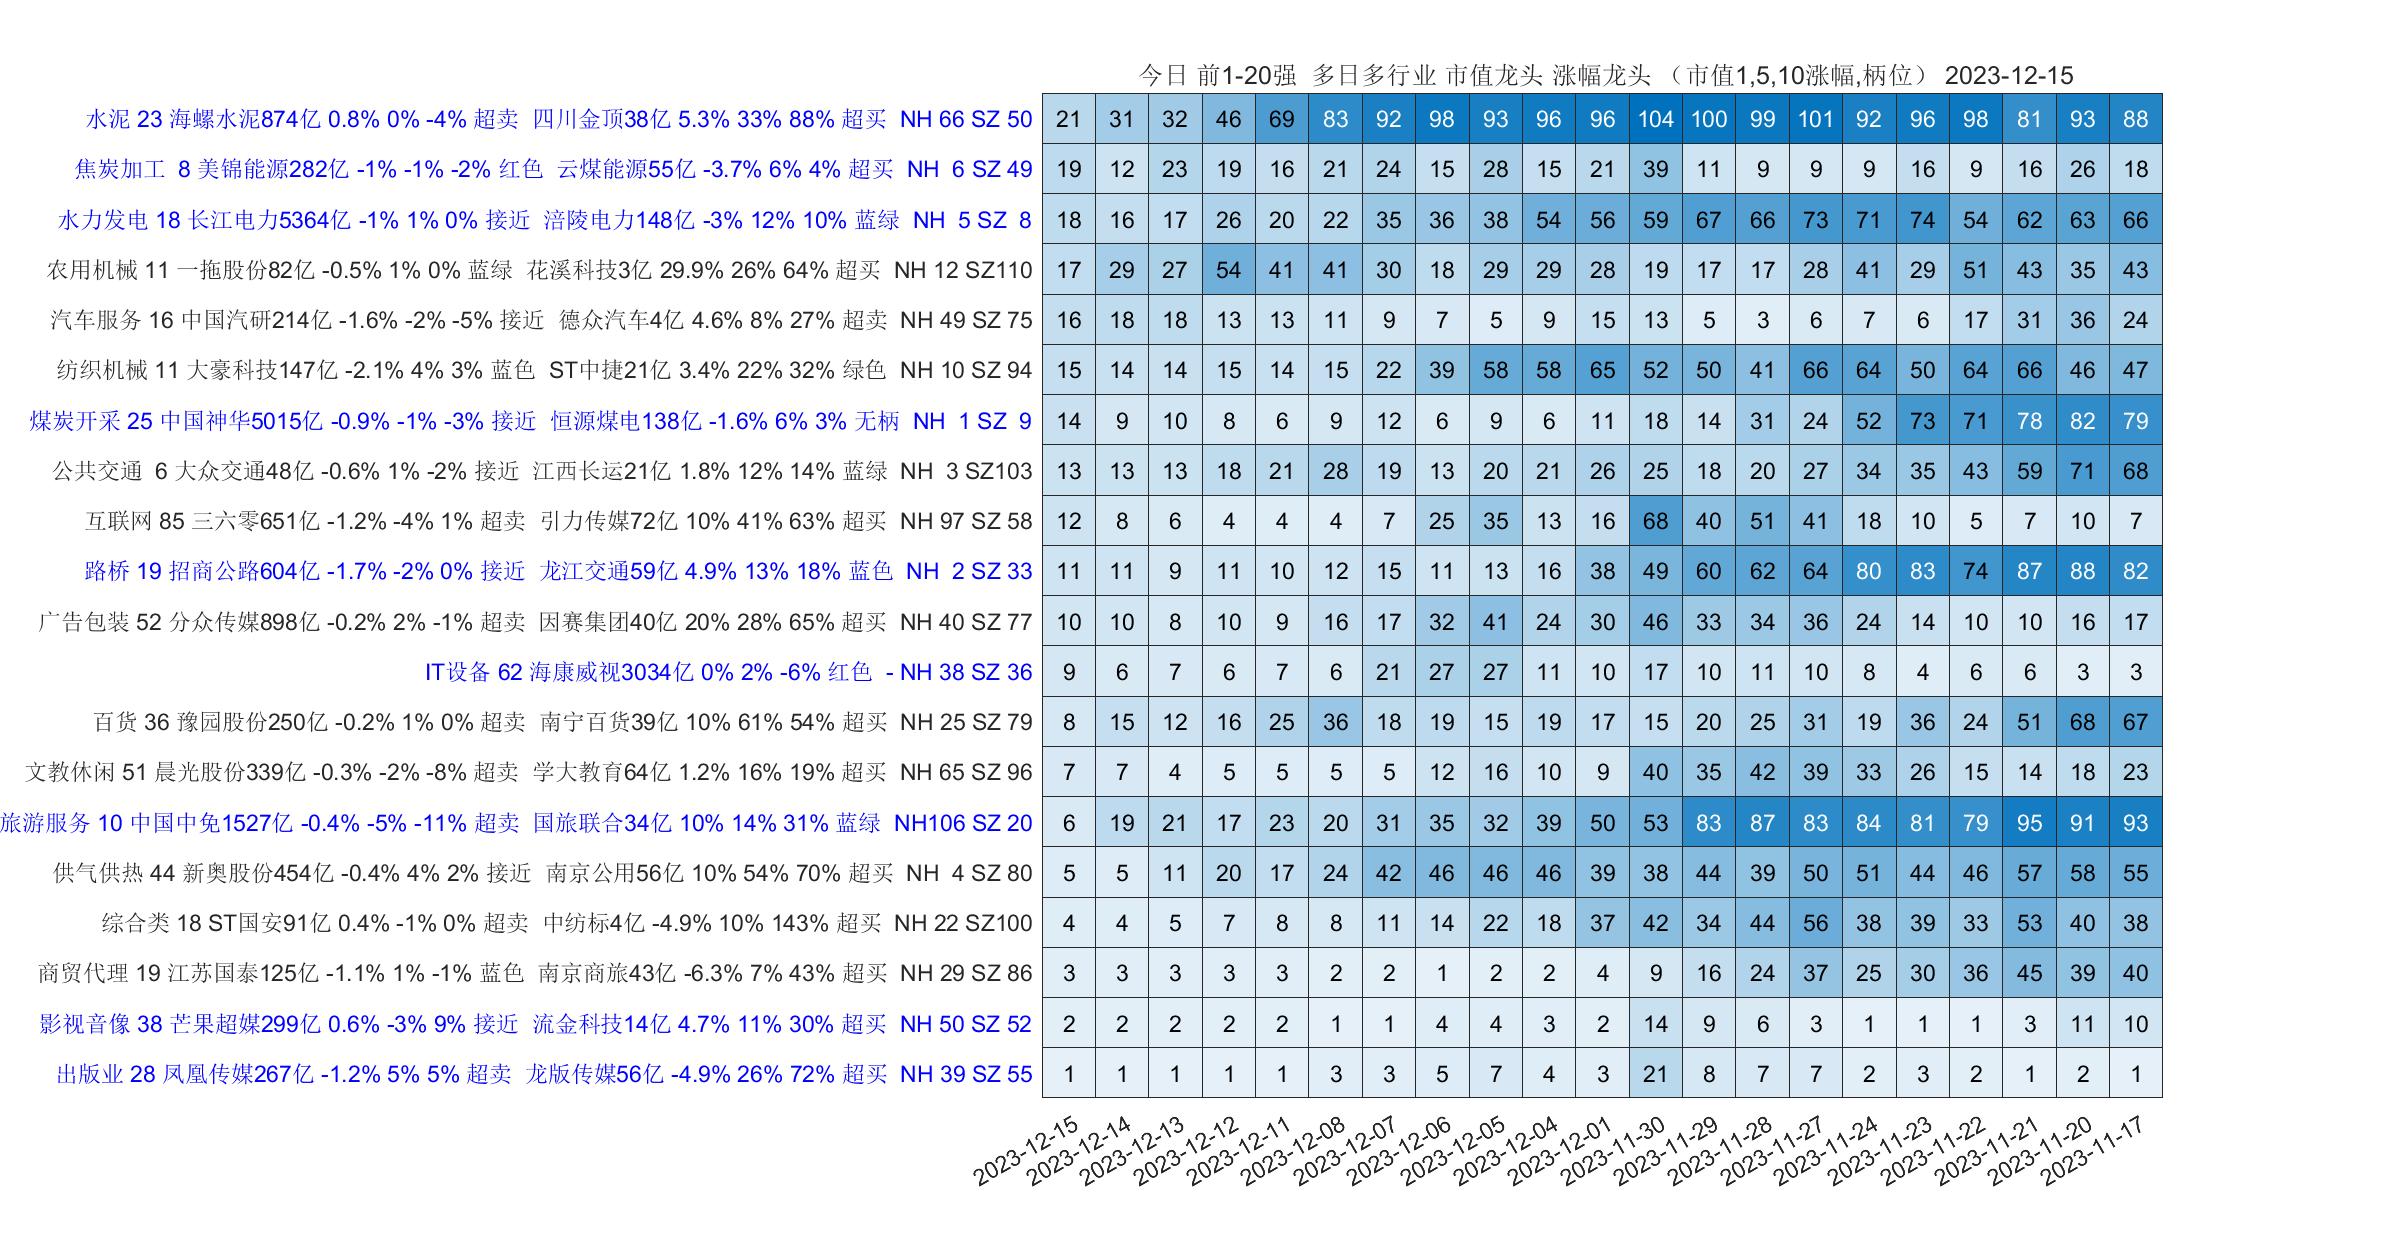 今日 前1-20强 多日多行业 市值龙头 涨幅龙头 （市值1,5,10涨幅,柄位） 2023-12-15
水泥 23 海螺水泥874亿 0.8% 0% -4% 超卖 四川金顶38亿 5.3% 33% 88% 超买 NH 66 SZ 50 21 31 32 46 69 83 92 98 93 96 96 104 100 99 101 92 96 98 81 93 88
焦炭加工 8 美锦能源282亿 -1% -1% -2% 红色 云煤能源55亿 -3.7% 6% 4% 超买 NH 6 SZ 49 19 12 23 19 16 21 24 15 28 15 21 39 11 9 9 9 16 9 16 26 18
水力发电 18 长江电力5364亿 -1% 1% 0% 接近 涪陵电力148亿 -3% 12% 10% 蓝绿 NH 5 SZ 8 18 16 17 26 20 22 35 36 38 54 56 59 67 66 73 71 74 54 62 63 66
农用机械 11 一拖股份82亿 -0.5% 1% 0% 蓝绿 花溪科技3亿 29.9% 26% 64% 超买 NH 12 SZ110 17 29 27 54 41 41 30 18 29 29 28 19 17 17 28 41 29 51 43 35 43
汽车服务 16 中国汽研214亿 -1.6% -2% -5% 接近 德众汽车4亿 4.6% 8% 27% 超卖 NH 49 SZ 75 16 18 18 13 13 11 9 7 5 9 15 13 5 3 6 7 6 17 31 36 24
纺织机械 11 大豪科技147亿 -2.1% 4% 3% 蓝色 ST中捷21亿 3.4% 22% 32% 绿色 NH 10 SZ 94 15 14 14 15 14 15 22 39 58 58 65 52 50 41 66 64 50 64 66 46 47
煤炭开采 25 中国神华5015亿 -0.9% -1% -3% 接近 恒源煤电138亿 -1.6% 6% 3% 无柄 NH 1 SZ 9 14 9 10 8 6 9 12 6 9 6 11 18 14 31 24 52 73 71 78 82 79
公共交通 6 大众交通48亿 -0.6% 1% -2% 接近 江西长运21亿 1.8% 12% 14% 蓝绿 NH 3 SZ103 13 13 13 18 21 28 19 13 20 21 26 25 18 20 27 34 35 43 59 71 68
互联网 85 三六零651亿 -1.2% -4% 1% 超卖 引力传媒72亿 10% 41% 63% 超买 NH 97 SZ 58 12 8 6 4 4 4 7 25 35 13 16 68 40 51 41 18 10 5 7 10 7
路桥 19 招商公路604亿 -1.7% -2% 0% 接近 龙江交通59亿 4.9% 13% 18% 蓝色 NH 2 SZ 33 11 11 9 11 10 12 15 11 13 16 38 49 60 62 64 80 83 74 87 88 82
广告包装 52 分众传媒898亿 -0.2% 2% -1% 超卖 因赛集团40亿 20% 28% 65% 超买 NH 40 SZ 77 10 10 8 10 9 16 17 32 41 24 30 46 33 34 36 24 14 10 10 16 17
IT设备 62 海康威视3034亿 0% 2% -6% 红色 - NH 38 SZ 36 9 6 7 6 7 6 21 27 27 11 10 17 10 11 10 8 4 6 6 3 3
百货 36 豫园股份250亿 -0.2% 1% 0% 超卖 南宁百货39亿 10% 61% 54% 超买 NH 25 SZ 79 8 15 12 16 25 36 18 19 15 19 17 15 20 25 31 19 36 24 51 68 67
文教休闲 51 晨光股份339亿 -0.3% -2% -8% 超卖 学大教育64亿 1.2% 16% 19% 超买 NH 65 SZ 96 7 7 4 5 5 5 5 12 16 10 9 40 35 42 39 33 26 15 14 18 23
旅游服务 10 中国中免1527亿 -0.4% -5% -11% 超卖 国旅联合34亿 10% 14% 31% 蓝绿 NH106 SZ 20 6 19 21 17 23 20 31 35 32 39 50 53 83 87 83 84 81 79 95 91 93
供气供热 44 新奥股份454亿 -0.4% 4% 2% 接近 南京公用56亿 10% 54% 70% 超买 NH 4 SZ 80 5 5 11 20 17 24 42 46 46 46 39 38 44 39 50 51 44 46 57 58 55
综合类 18 ST国安91亿 0.4% -1% 0% 超卖 中纺标4亿 -4.9% 10% 143% 超买 NH 22 SZ100 4 4 5 7 8 8 11 14 22 18 37 42 34 44 56 38 39 33 53 40 38
商贸代理 19 江苏国泰125亿 -1.1% 1% -1% 蓝色 南京商旅43亿 -6.3% 7% 43% 超买 NH 29 SZ 86 3 3 3 3 3 2 2 1 2 2 4 9 16 24 37 25 30 36 45 39 40
影视音像 38 芒果超媒299亿 0.6% -3% 9% 接近 流金科技14亿 4.7% 11% 30% 超买 NH 50 SZ 52 2 2 2 2 2 1 1 4 4 3 2 14 9 6 3 1 1 1 3 11 10
出版业 28 凤凰传媒267亿 -1.2% 5% 5% 超卖 龙版传媒56亿 -4.9% 26% 72% 超买 NH 39 SZ 55 1 1 1 1 1 3 3 5 7 4 3 21 8 7 7 2 3 2 1 2 1
2023-12-15 2023-12-14 2023-12-13 2023-12-12 2023-12-11 2023-12-08 2023-12-07 2023-12-06 2023-12-05 2023-12-04 2023-12-01 2023-11-30 2023-11-29 2023-11-28 2023-11-27 2023-11-24 2023-11-23 2023-11-22 2023-11-21 2023-11-20 2023-11-17